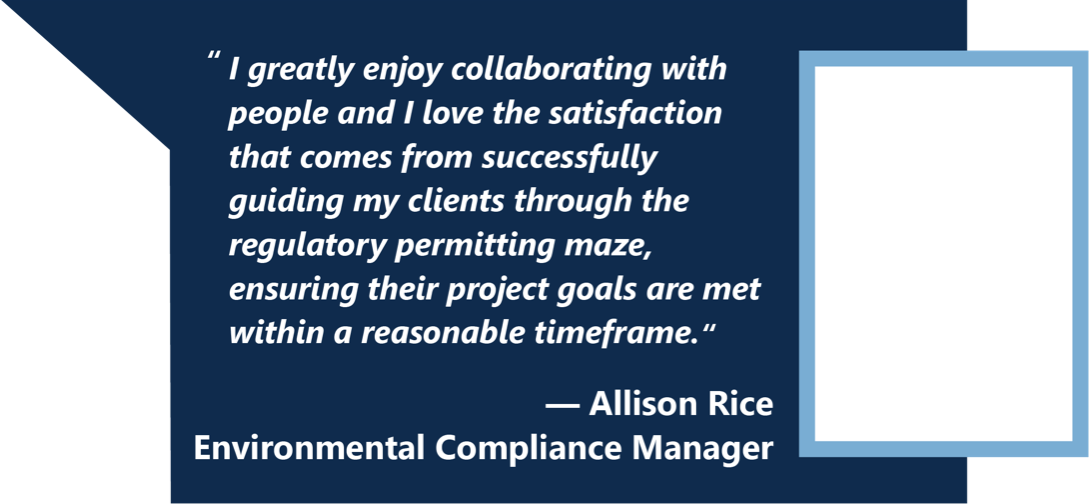 “ I greatly enjoy collaborating with
people and I love the satisfaction
that comes from successfully
guiding my clients through the
regulatory permitting maze,
ensuring their project goals are met
within a reasonable timeframe.“
— Allison Rice
Environmental Compliance Manager